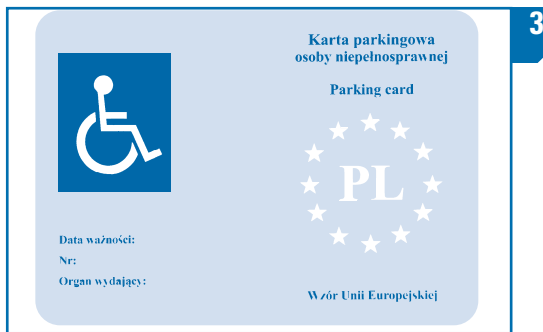 3
Karta parkingowa
osoby niepełnosprawnej
Parking card
PL
Data ważności:
Nr:
Organ wydający:
Wzór Unii Europejskiej